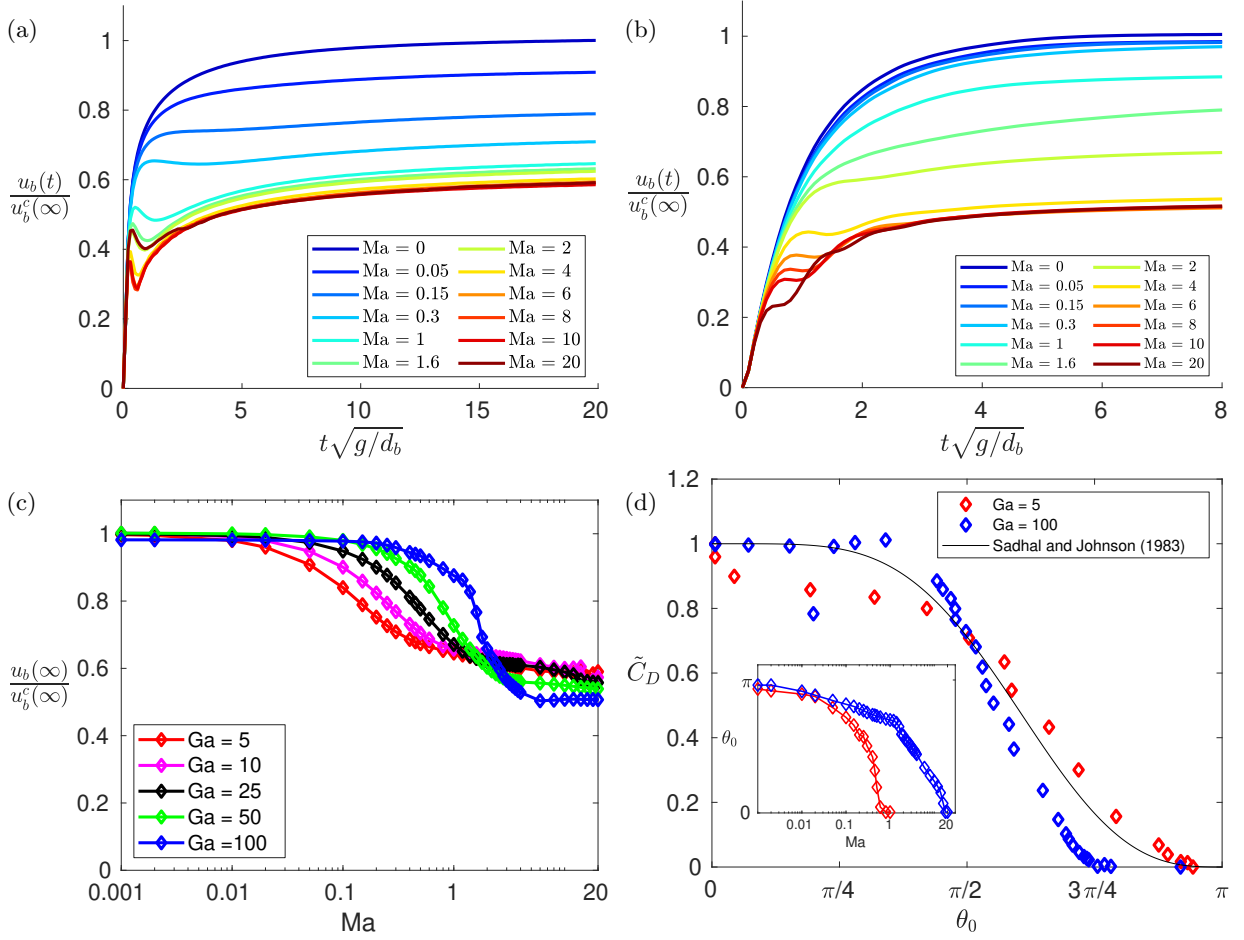 (a)
1
0.8
0.6
0.4
0.2
0
u_b(t)
u_b^c(∞)
Ma = 0
Ma = 0.05
Ma = 0.15
Ma = 0.3
Ma = 1
Ma = 1.6
Ma = 2
Ma = 4
Ma = 6
Ma = 8
Ma = 10
Ma = 20
0 5 10 15 20
t√g/d_b
(b)
1
0.8
0.6
0.4
0.2
0
u_b(t)
u_b^c(∞)
Ma = 0
Ma = 0.05
Ma = 0.15
Ma = 0.3
Ma = 1
Ma = 1.6
Ma = 2
Ma = 4
Ma = 6
Ma = 8
Ma = 10
Ma = 20
0 2 4 6 8
t√g/d_b
(c)
1
0.8
0.6
0.4
0.2
0
u_b(∞)
u_b^c(∞)
Ga = 5
Ga = 10
Ga = 25
Ga = 50
Ga =100
0.001 0.01 0.1 1 20
Ma
(d)
1.2
1
0.8
0.6
0.4
0.2
0
C̃_D
Ga = 5
Ga = 100
Sadhal and Johnson (1983)
π
θ_0
0
0.01 0.1 1 20
Ma
0 π/4 π/2 3π/4 π
θ_0